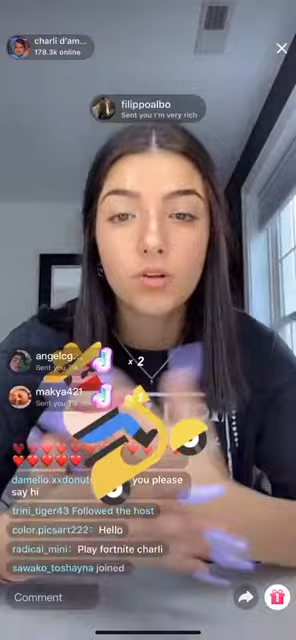 charli d'am...
178.3k online
filippoalbo
Sent you I'm very rich
angelcg...
Sent you
x 2
makya421
Sent you
damelio.xxdonut
you please
say hi
trini_tiger43 Followed the host
color.picsart222: Hello
radical_mini: Play fortnite charli
sawako_toshayna joined
Comment